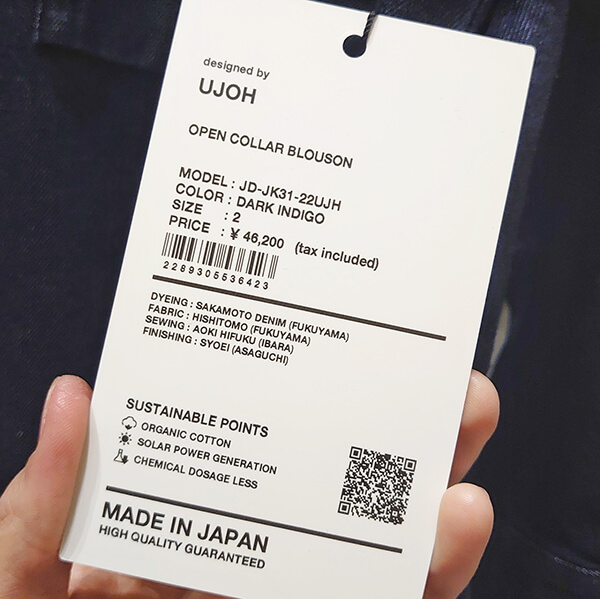 designed by
UJOH
OPEN COLLAR BLOUSON
MODEL : JD-JK31-22UJH
COLOR : DARK INDIGO
SIZE : 2
PRICE : ¥ 46,200 (tax included)
2289305536423
DYEING : SAKAMOTO DENIM (FUKUYAMA)
FABRIC : HISHITOMO (FUKUYAMA)
SEWING : AOKI HIFUKU (IBARA)
FINISHING : SYOEI (ASAGUCHI)
SUSTAINABLE POINTS
ORGANIC COTTON
SOLAR POWER GENERATION
CHEMICAL DOSAGE LESS
MADE IN JAPAN
HIGH QUALITY GUARANTEED